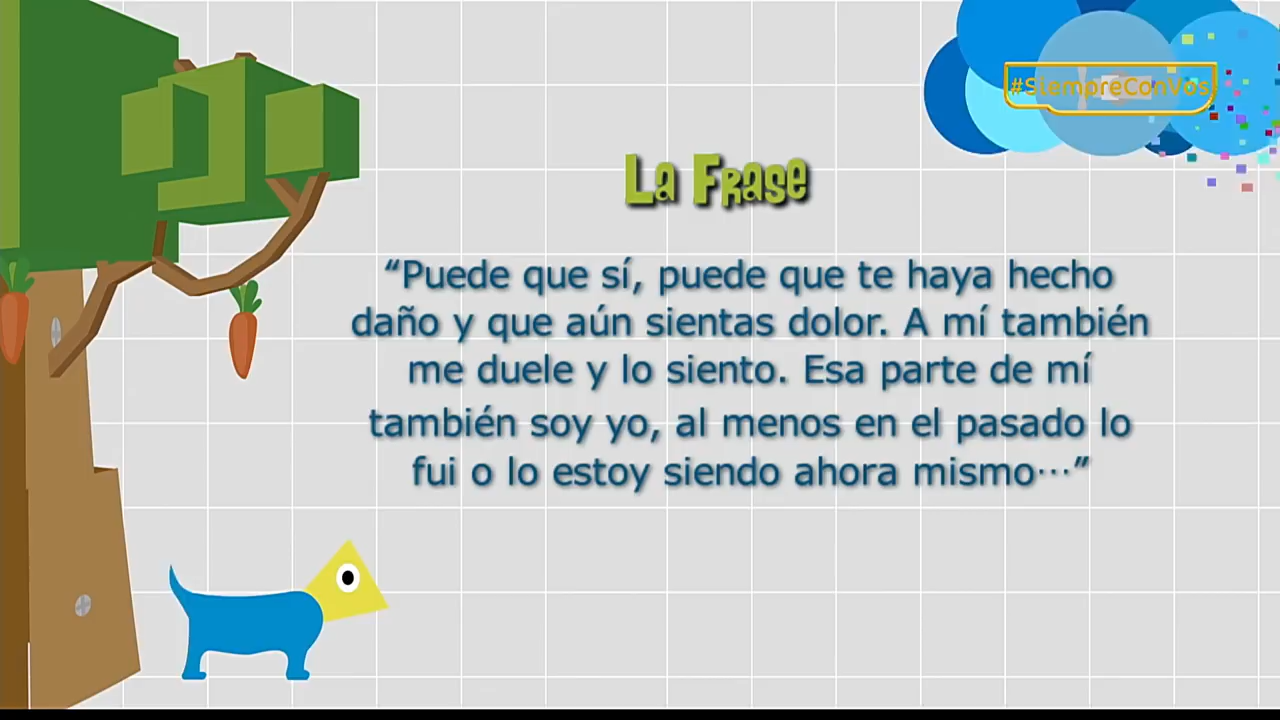 #SiempreConVos
La Frase
“Puede que sí, puede que te haya hecho
daño y que aún sientas dolor. A mí también
me duele y lo siento. Esa parte de mí
también soy yo, al menos en el pasado lo
fui o lo estoy siendo ahora mismo…”